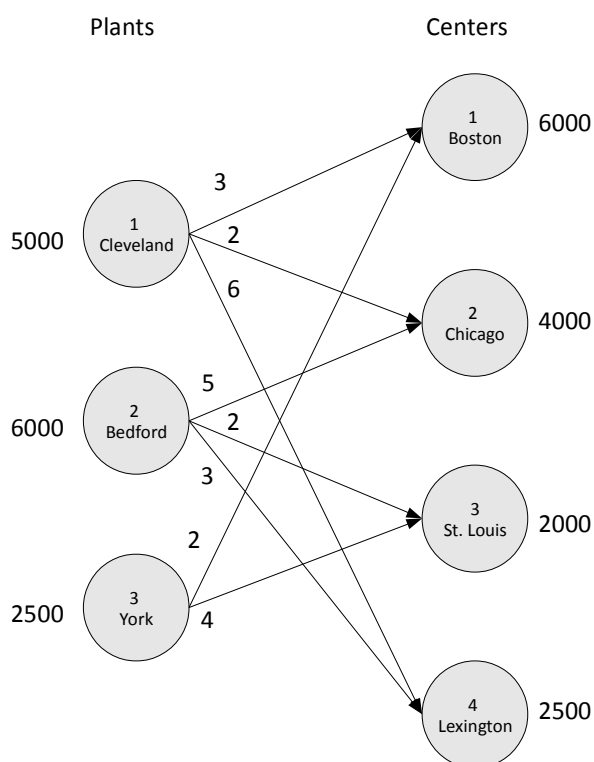 Plants Centers
1
Boston
6000
3
1
Cleveland
5000
2
6
2
Chicago
4000
5
2
Bedford
6000
2
3
3
St. Louis
2000
2
3
York
2500
4
4
Lexington
2500